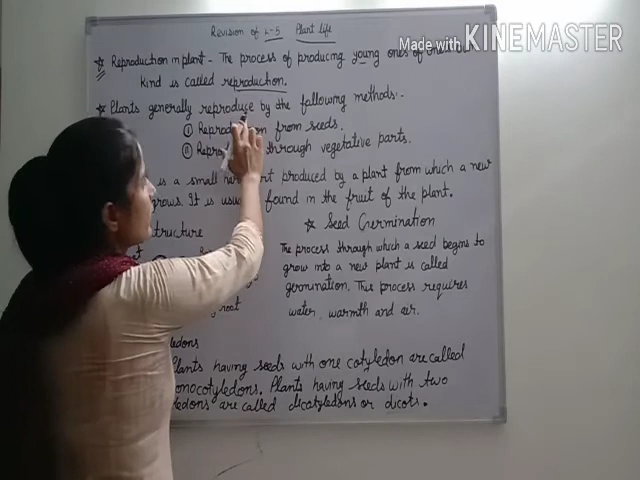 Revision of L-5 Plant life
Made with KINEMASTER
☆ Reproduction in plant - The process of producing young ones of
kind is called reproduction.
☆ Plants generally reproduce by the following methods:-
① Reproduction from seeds.
② through vegetative parts.
is a small produced by a plant from which a new
grows. It is found in the fruit of the plant.
structure
☆ Seed Germination
The process through which a seed begins to
grow into a new plant is called
germination. This process requires
water, warmth and air.
Plants having seeds with one cotyledon are called
monocotyledons. Plants having seeds with two
are called dicotyledons or dicots.